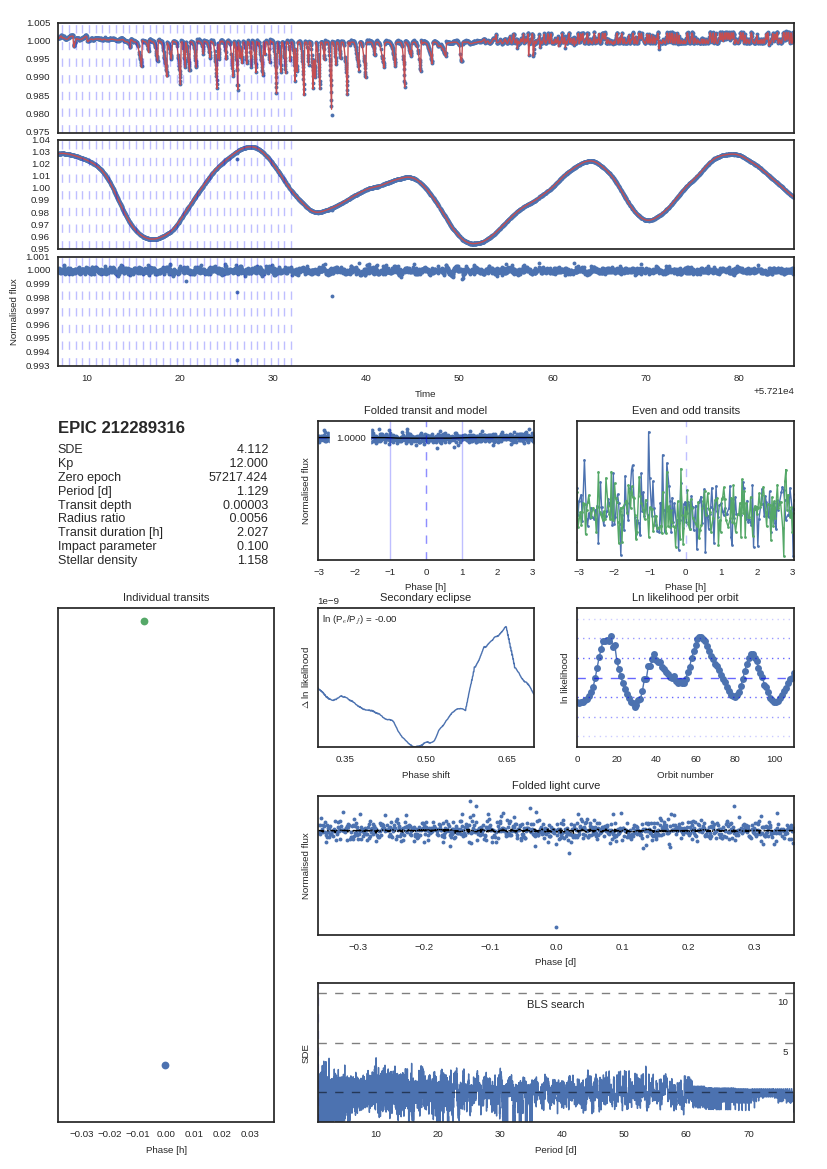 1.005
1.000
0.995
0.990
0.985
0.980
0.975
1.04
1.03
1.02
1.01
1.00
0.99
0.98
0.97
0.96
0.95
1.001
1.000
0.999
0.998
0.997
0.996
0.995
0.994
0.993
Normalised flux
10 20 30 40 50 60 70 80
Time
+5.721e4
EPIC 212289316
SDE 4.112
Kp 12.000
Zero epoch 57217.424
Period [d] 1.129
Transit depth 0.00003
Radius ratio 0.0056
Transit duration [h] 2.027
Impact parameter 0.100
Stellar density 1.158
Folded transit and model
1.0000
Normalised flux
−3 −2 −1 0 1 2 3
Phase [h]
Even and odd transits
−3 −2 −1 0 1 2 3
Phase [h]
Individual transits
−0.03 −0.02 −0.01 0.00 0.01 0.02 0.03
Phase [h]
1e−9
Secondary eclipse
Δ ln likelihood
0.35 0.50 0.65
Phase shift
Ln likelihood per orbit
ln likelihood
0 20 40 60 80 100
Orbit number
Folded light curve
Normalised flux
−0.3 −0.2 −0.1 0.0 0.1 0.2 0.3
Phase [d]
BLS search
10
5
SDE
10 20 30 40 50 60 70
Period [d]